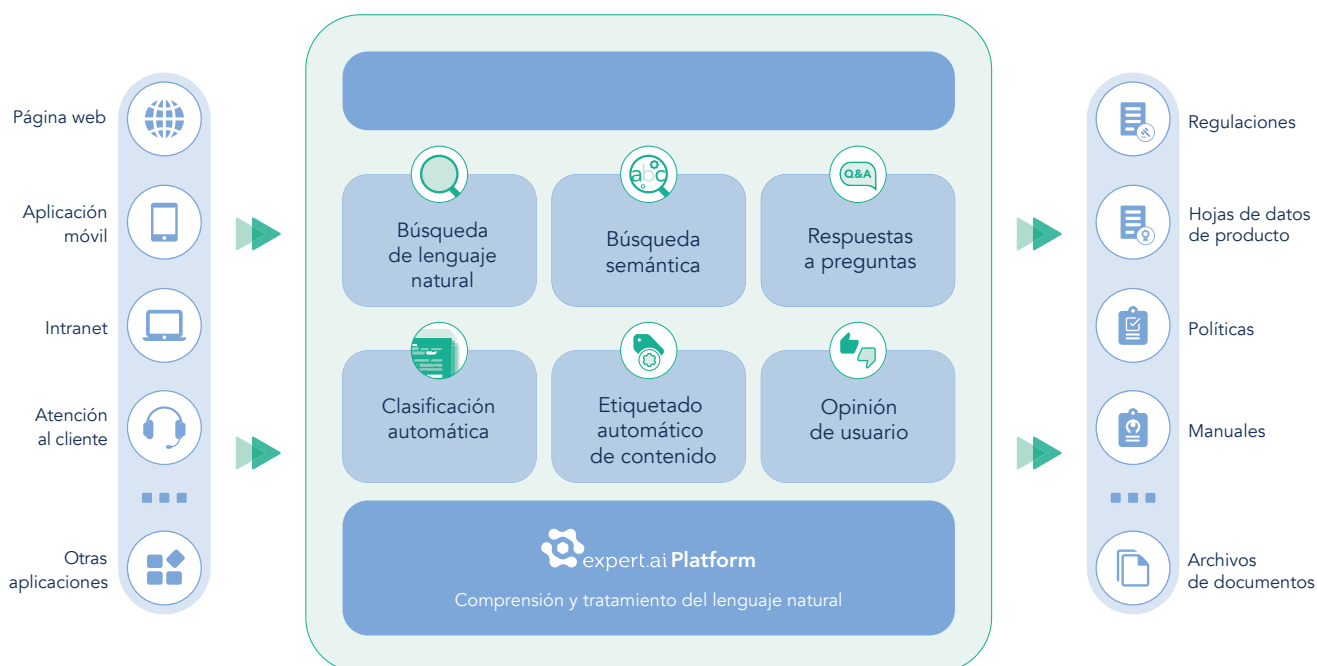 Página web
Aplicación
móvil
Intranet
Atención
al cliente
Otras
aplicaciones
Búsqueda
de lenguaje
natural
abc
Búsqueda
semántica
Q&A
Respuestas
a preguntas
Clasificación
automática
Etiquetado
automático
de contenido
Opinión
de usuario
expert.ai Platform
Comprensión y tratamiento del lenguaje natural
Regulaciones
Hojas de datos
de producto
Políticas
Manuales
Archivos
de documentos